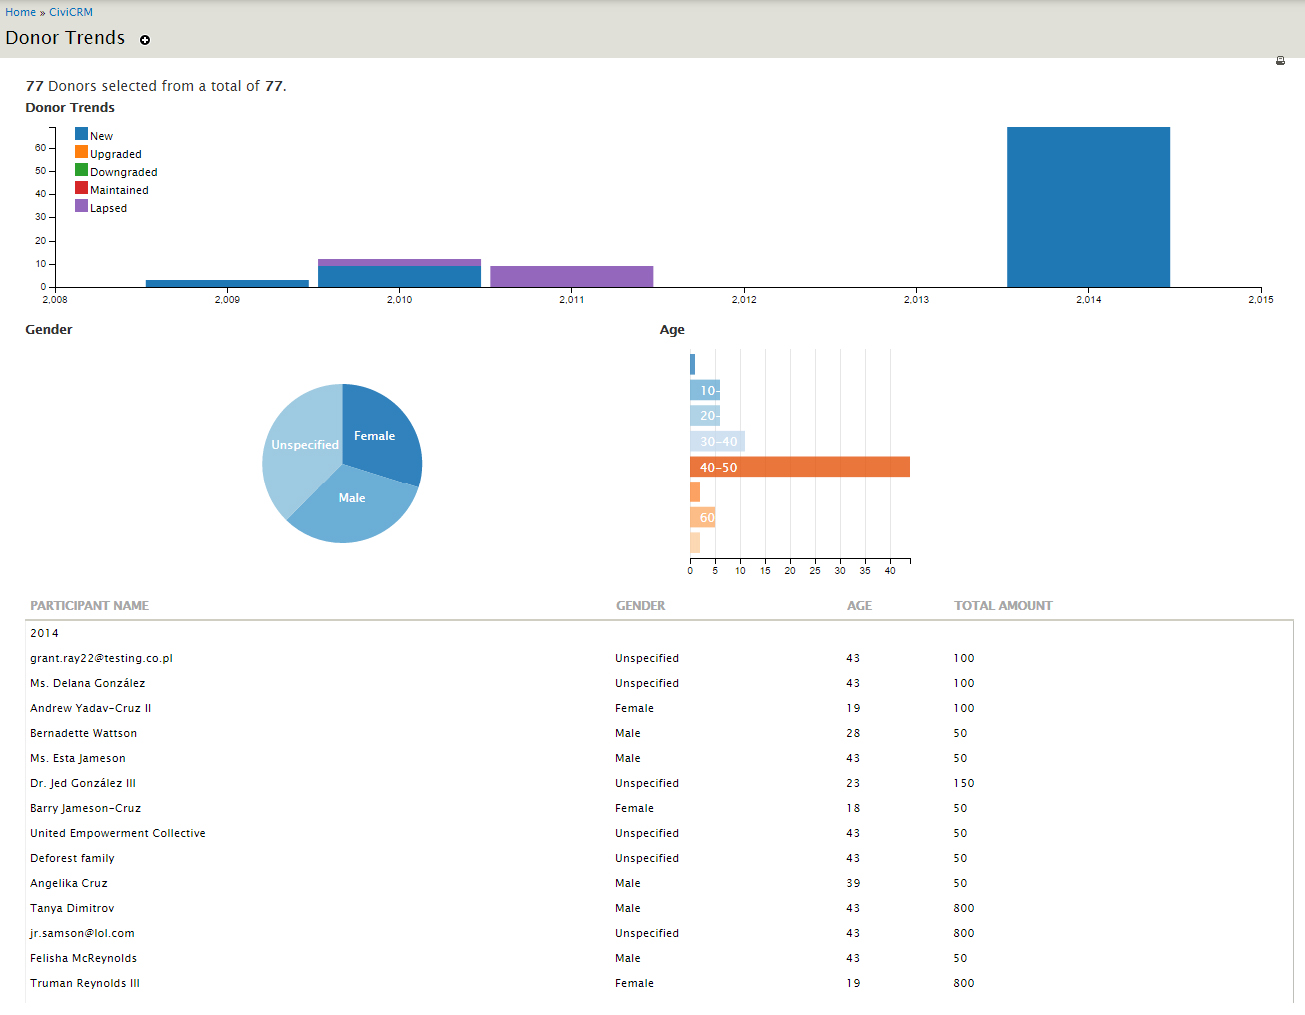 Home » CiviCRM
Donor Trends
77 Donors selected from a total of 77.
Donor Trends
New
Upgraded
Downgraded
Maintained
Lapsed
60
50
40
30
20
10
0
2,008 2,009 2,010 2,011 2,012 2,013 2,014 2,015
Gender
Unspecified
Female
Male
Age
10-
20-
30-40
40-50
60
0 5 10 15 20 25 30 35 40
PARTICIPANT NAME GENDER AGE TOTAL AMOUNT
2014
grant.ray22@testing.co.pl Unspecified 43 100
Ms. Delana González Unspecified 43 100
Andrew Yadav-Cruz II Female 19 100
Bernadette Wattson Male 28 50
Ms. Esta Jameson Male 43 50
Dr. Jed González III Unspecified 23 150
Barry Jameson-Cruz Female 18 50
United Empowerment Collective Unspecified 43 50
Deforest family Unspecified 43 50
Angelika Cruz Male 39 50
Tanya Dimitrov Male 43 800
jr.samson@lol.com Unspecified 43 800
Felisha McReynolds Male 43 50
Truman Reynolds III Female 19 800